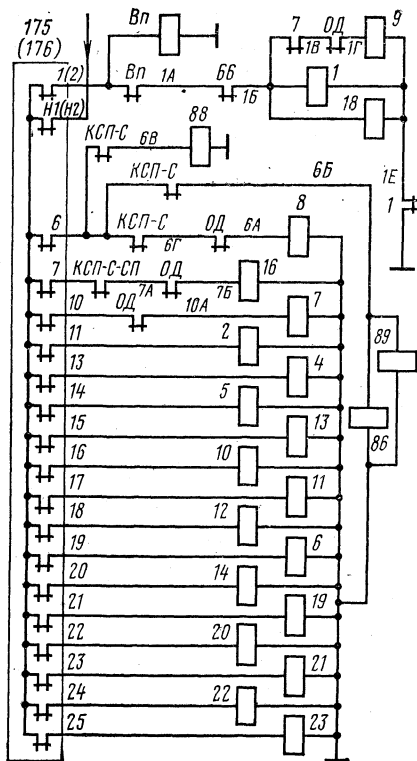 Вп
175
(176)
7 ОД 9
1В 1Г
1(2) Вп 1А ББ 1Б 1
Н1(Н2)
18
КСП-С 6В 88
КСП-С 6Б
1Е
1
6 КСП-С 6Г ОД 6А 8
7 КСП-С-СП 7А ОД 7Б 16
10 ОД 10А 7
89
11 2
13 4
86
14 5
15 13
16 10
17 11
18 12
19 6
20 14
21 19
22 20
23 21
24 22
25 23